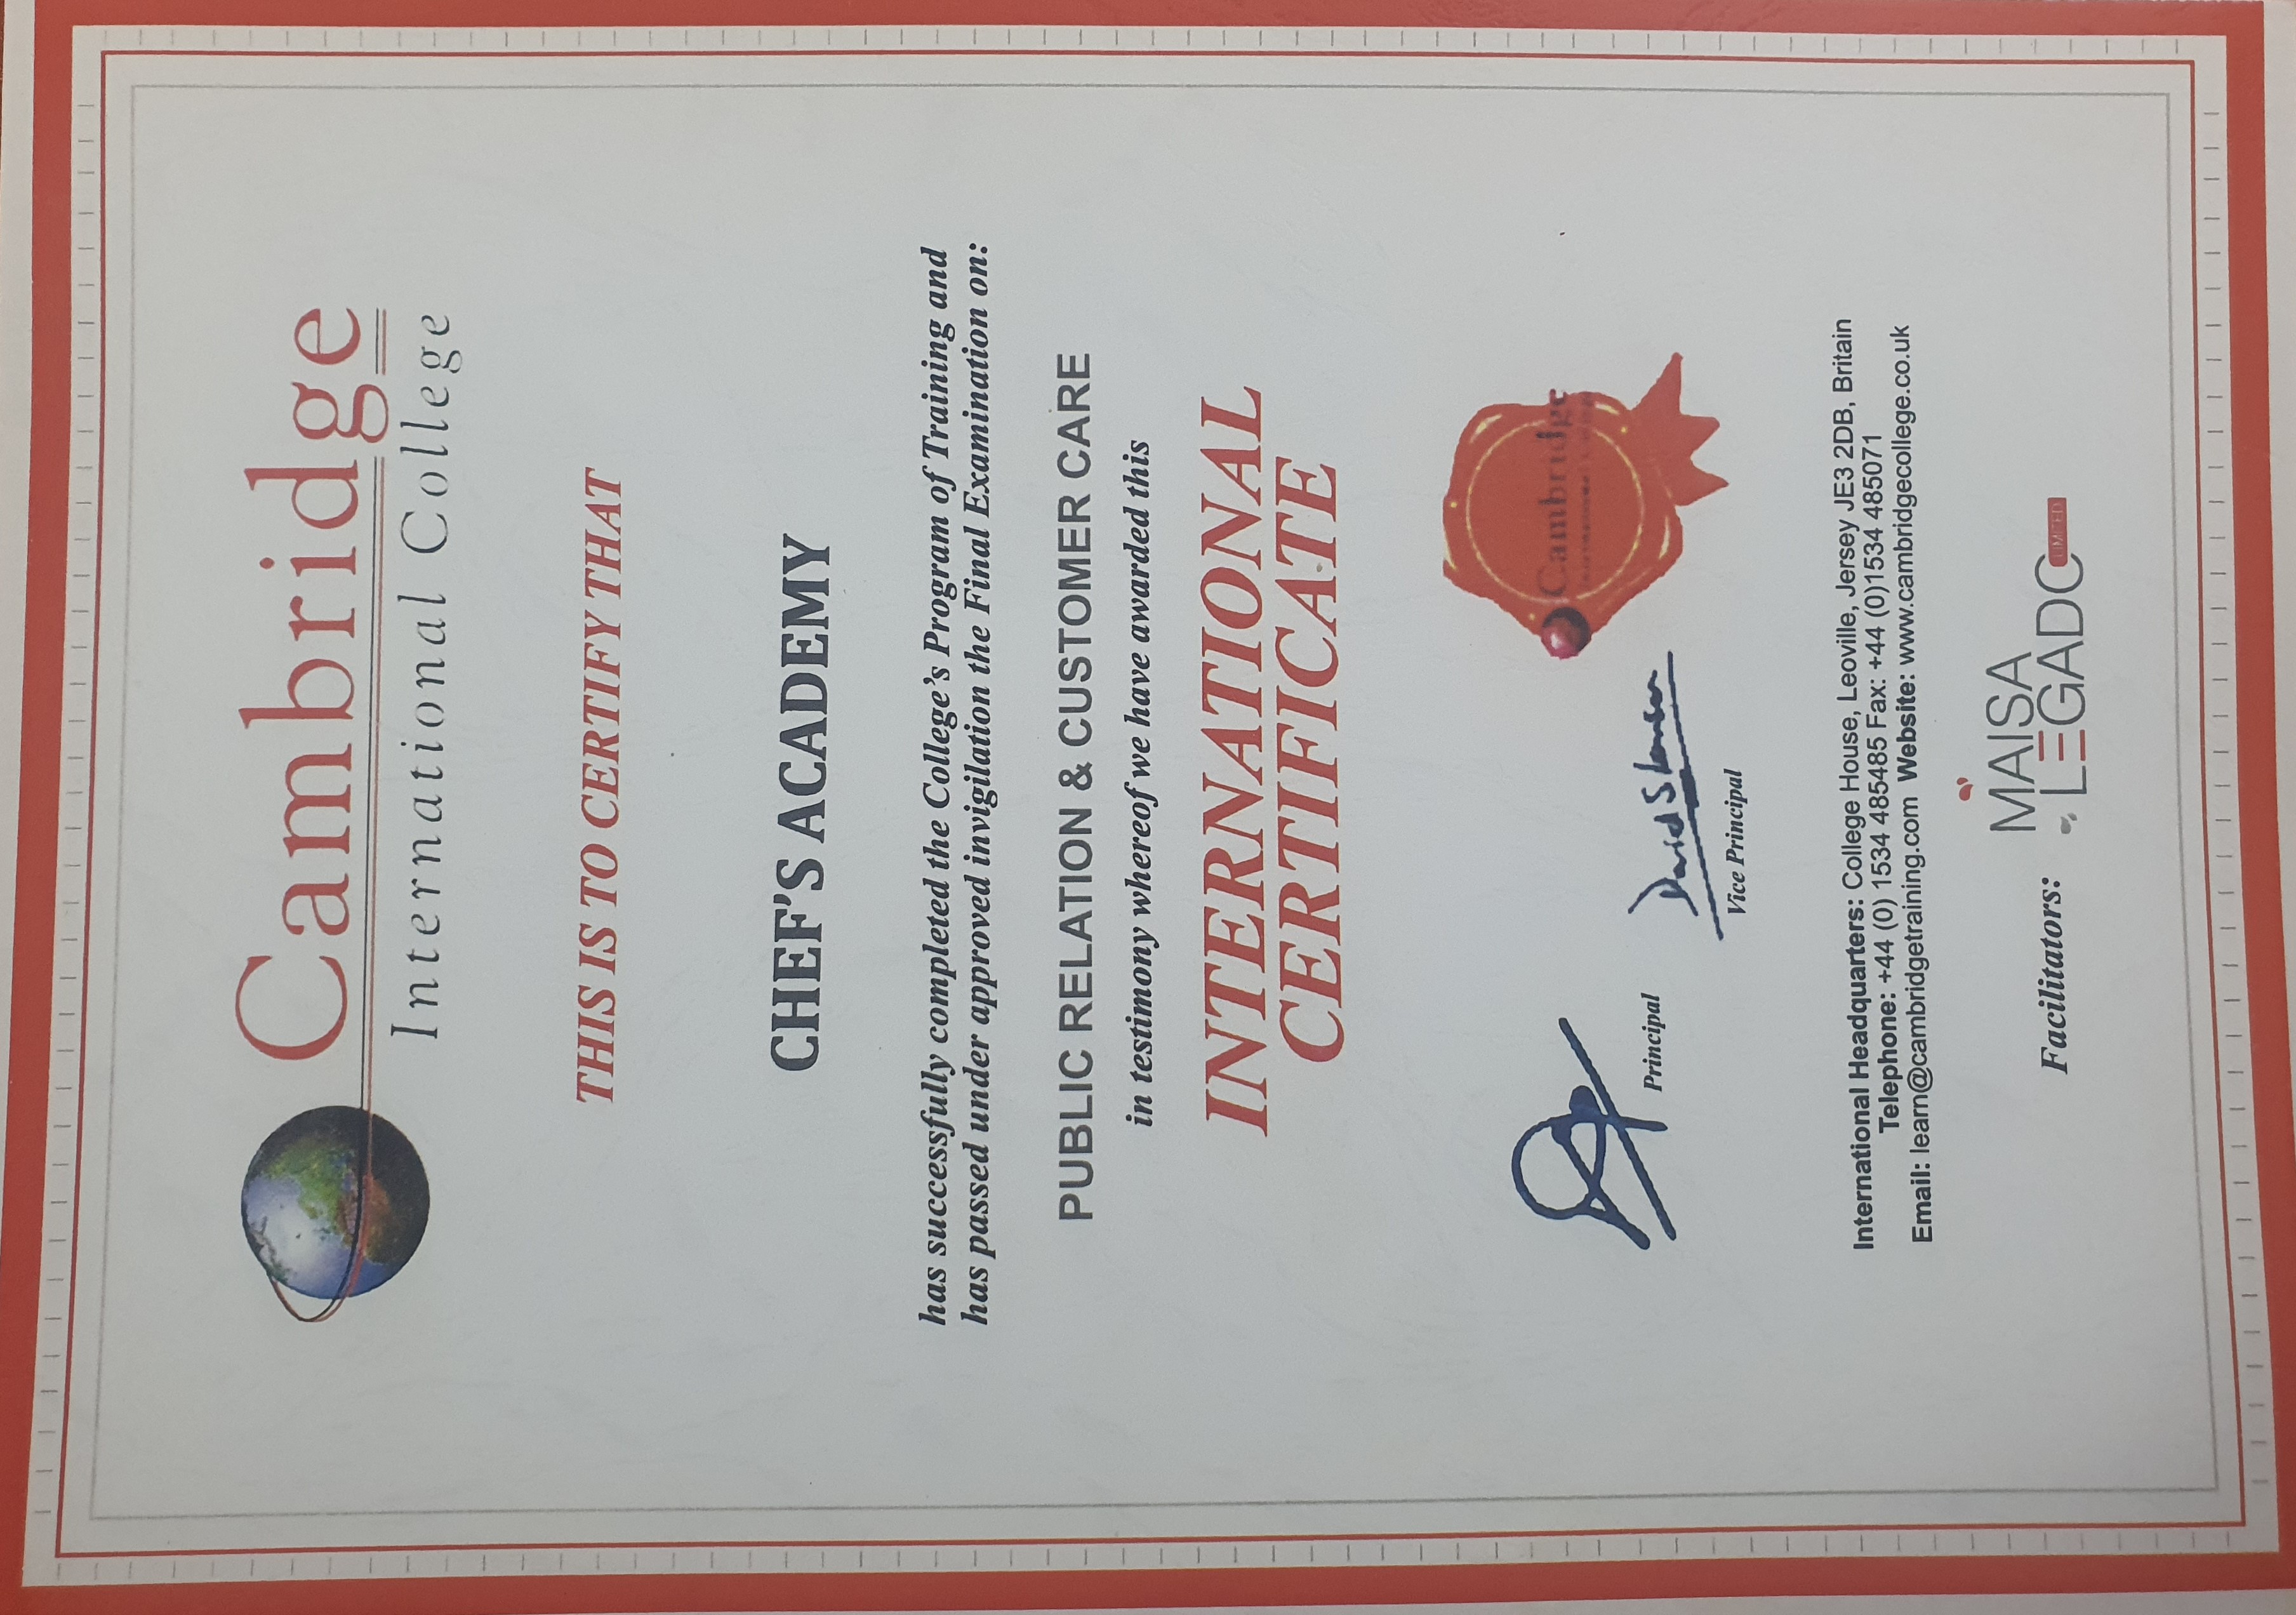 Cambridge
International College
THIS IS TO CERTIFY THAT
CHEF'S ACADEMY
has successfully completed the College's Program of Training and
has passed under approved invigilation the Final Examination on:
PUBLIC RELATION & CUSTOMER CARE
in testimony whereof we have awarded this
INTERNATIONAL
CERTIFICATE
Cambridge
International College
Principal
David S
Vice Principal
International Headquarters: College House, Leoville, Jersey JE3 2DB, Britain
Telephone: +44 (0) 1534 485485 Fax: +44 (0)1534 485071
Email: learn@cambridgetraining.com Website: www.cambridgecollege.co.uk
Facilitators:
MAISA
LEGADO LIMITED